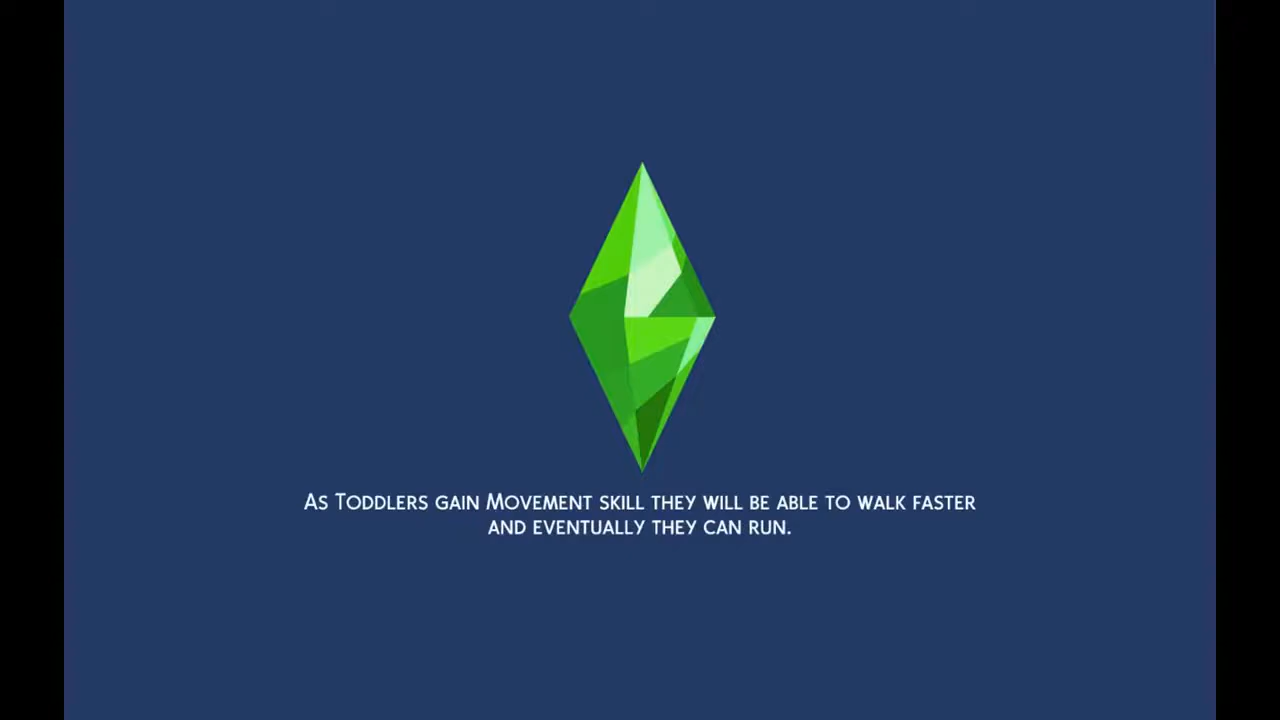 As Toddlers gain Movement skill they will be able to walk faster
and eventually they can run.